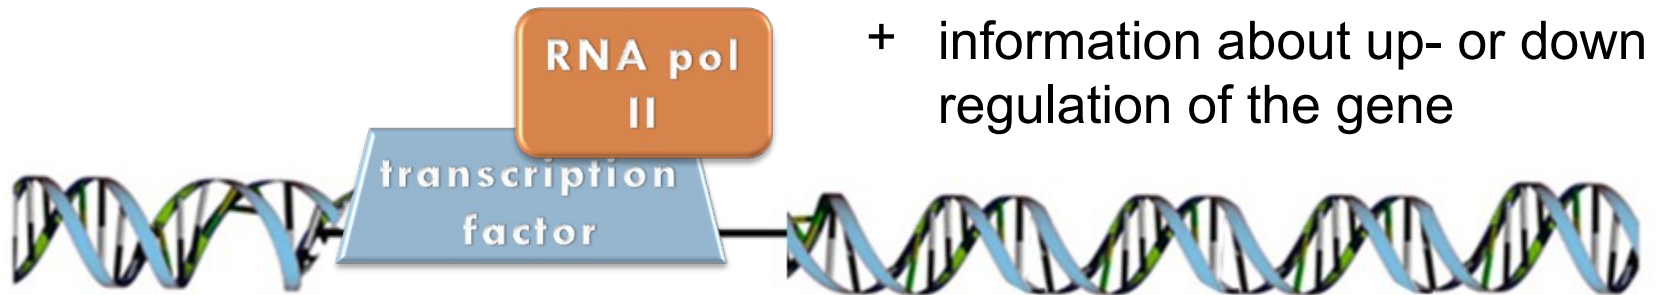 RNA pol
II
transcription
factor
+ information about up- or down
regulation of the gene